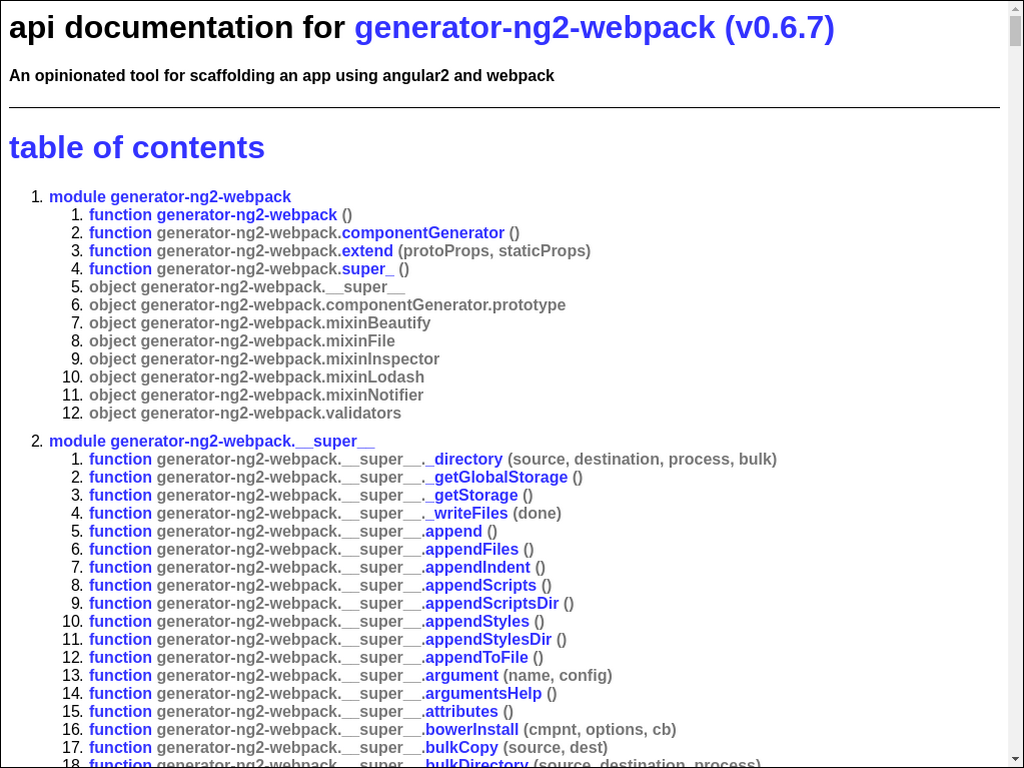 api documentation for generator-ng2-webpack (v0.6.7)
An opinionated tool for scaffolding an app using angular2 and webpack
table of contents
1. module generator-ng2-webpack
1. function generator-ng2-webpack ()
2. function generator-ng2-webpack.componentGenerator ()
3. function generator-ng2-webpack.extend (protoProps, staticProps)
4. function generator-ng2-webpack.super_ ()
5. object generator-ng2-webpack.__super__
6. object generator-ng2-webpack.componentGenerator.prototype
7. object generator-ng2-webpack.mixinBeautify
8. object generator-ng2-webpack.mixinFile
9. object generator-ng2-webpack.mixinInspector
10. object generator-ng2-webpack.mixinLodash
11. object generator-ng2-webpack.mixinNotifier
12. object generator-ng2-webpack.validators
2. module generator-ng2-webpack.__super__
1. function generator-ng2-webpack.__super__._directory (source, destination, process, bulk)
2. function generator-ng2-webpack.__super__._getGlobalStorage ()
3. function generator-ng2-webpack.__super__._getStorage ()
4. function generator-ng2-webpack.__super__._writeFiles (done)
5. function generator-ng2-webpack.__super__.append ()
6. function generator-ng2-webpack.__super__.appendFiles ()
7. function generator-ng2-webpack.__super__.appendIndent ()
8. function generator-ng2-webpack.__super__.appendScripts ()
9. function generator-ng2-webpack.__super__.appendScriptsDir ()
10. function generator-ng2-webpack.__super__.appendStyles ()
11. function generator-ng2-webpack.__super__.appendStylesDir ()
12. function generator-ng2-webpack.__super__.appendToFile ()
13. function generator-ng2-webpack.__super__.argument (name, config)
14. function generator-ng2-webpack.__super__.argumentsHelp ()
15. function generator-ng2-webpack.__super__.attributes ()
16. function generator-ng2-webpack.__super__.bowerInstall (cmpnt, options, cb)
17. function generator-ng2-webpack.__super__.bulkCopy (source, dest)
18. function generator-ng2-webpack.__super__.bulkDirectory (source, destination, process)